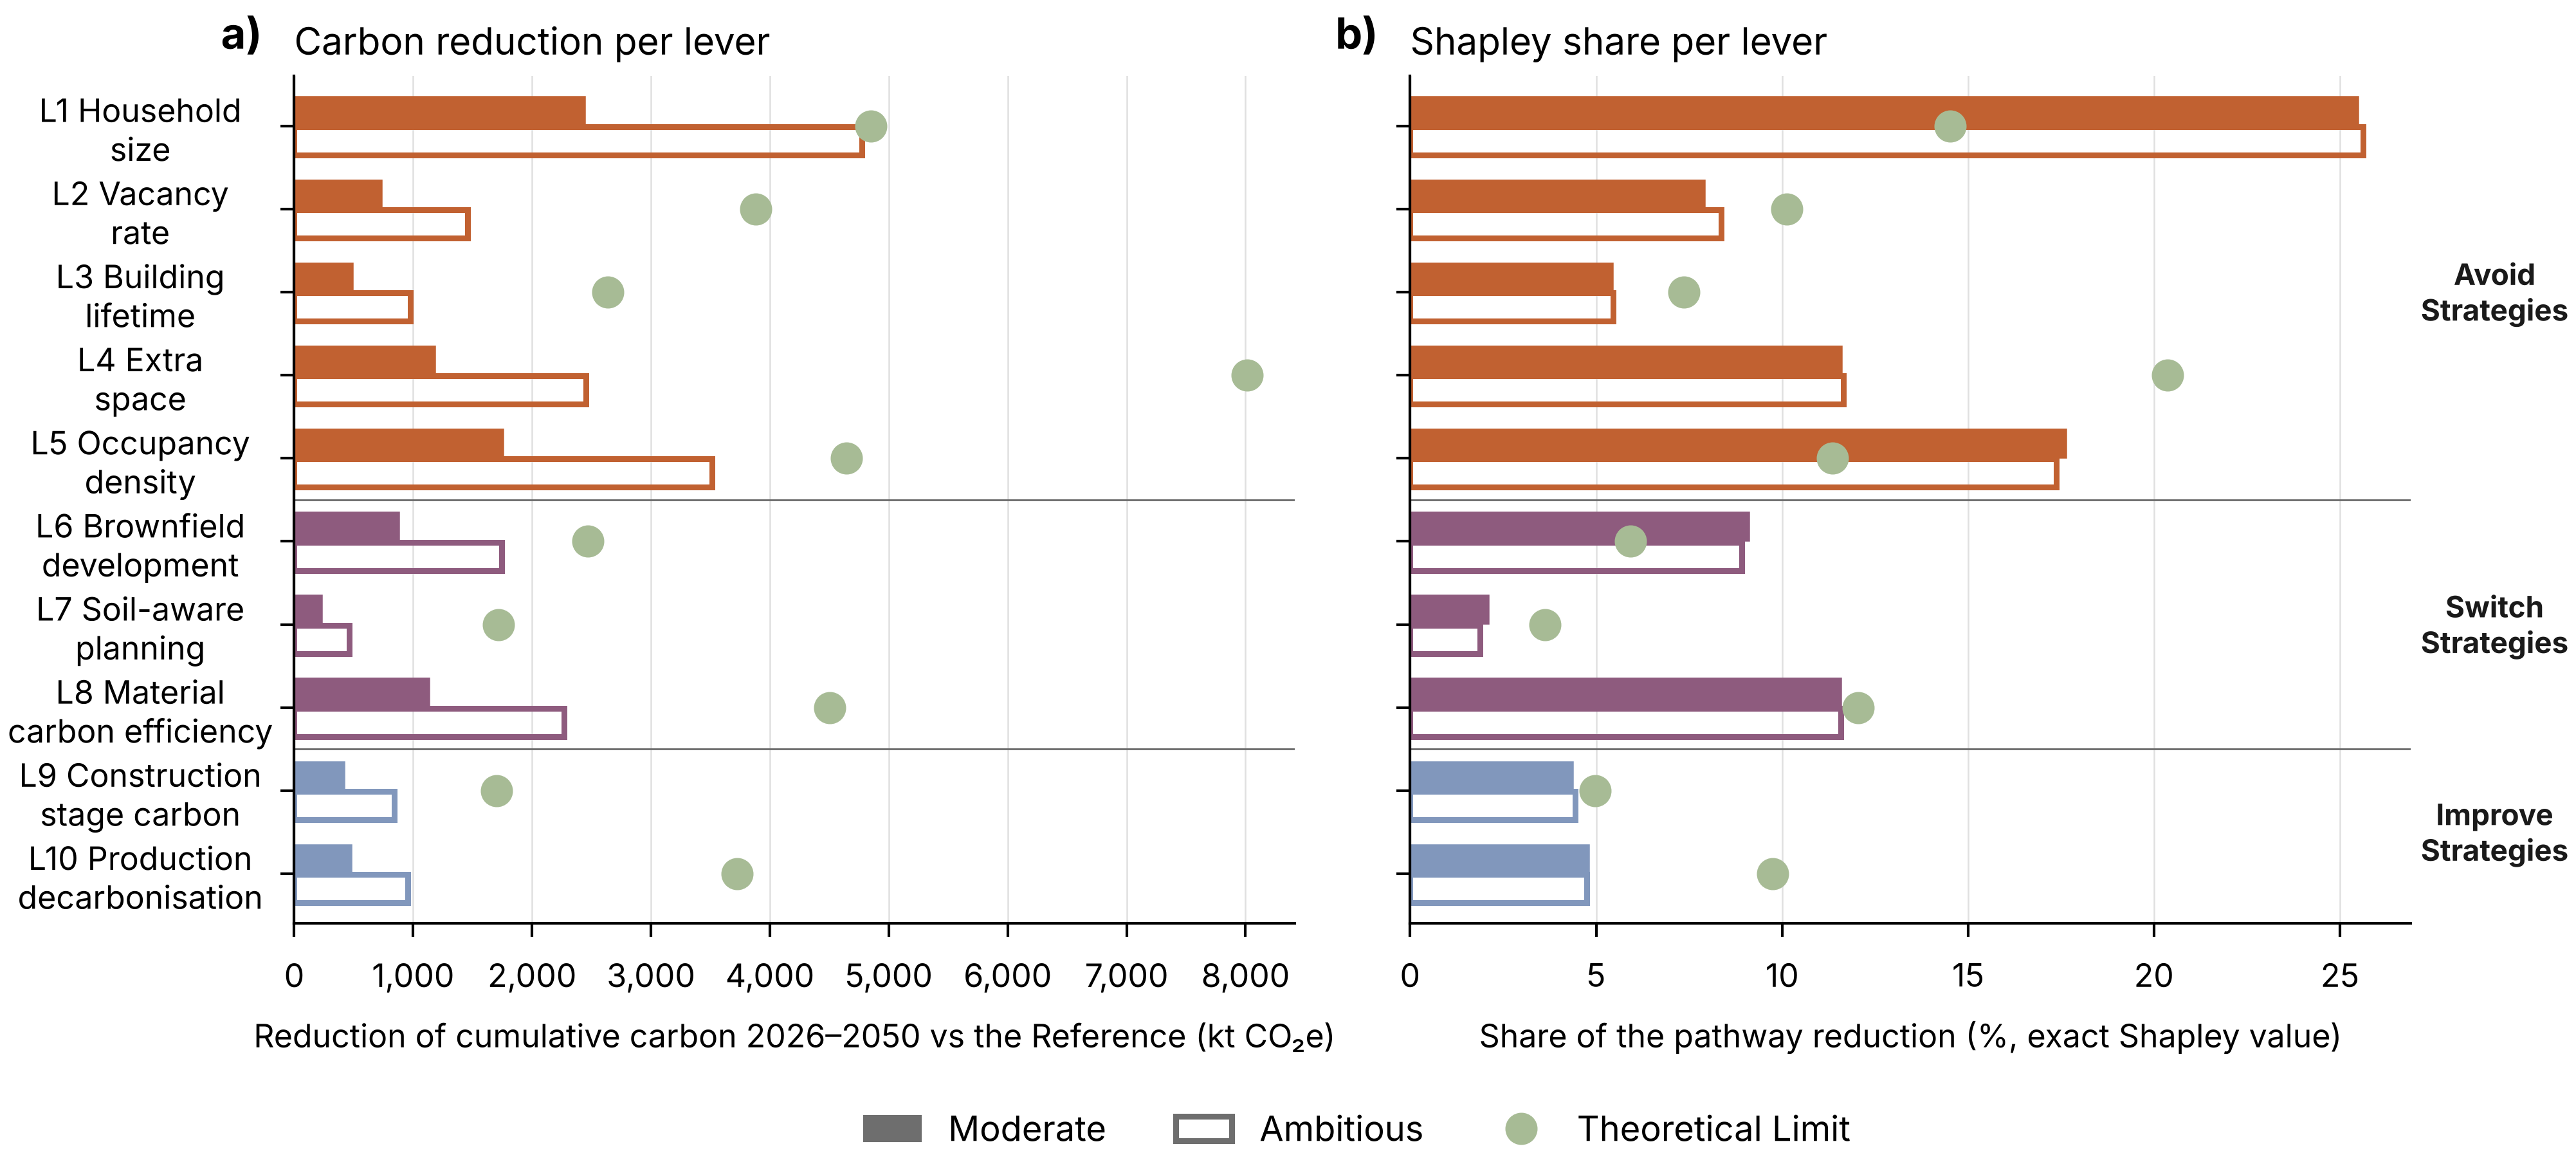 a) Carbon reduction per lever
L1 Household
size
L2 Vacancy
rate
L3 Building
lifetime
L4 Extra
space
L5 Occupancy
density
L6 Brownfield
development
L7 Soil-aware
planning
L8 Material
carbon efficiency
L9 Construction
stage carbon
L10 Production
decarbonisation
0 1,000 2,000 3,000 4,000 5,000 6,000 7,000 8,000
Reduction of cumulative carbon 2026–2050 vs the Reference (kt CO₂e)
b) Shapley share per lever
Avoid
Strategies
Switch
Strategies
Improve
Strategies
0 5 10 15 20 25
Share of the pathway reduction (%, exact Shapley value)
Moderate Ambitious Theoretical Limit